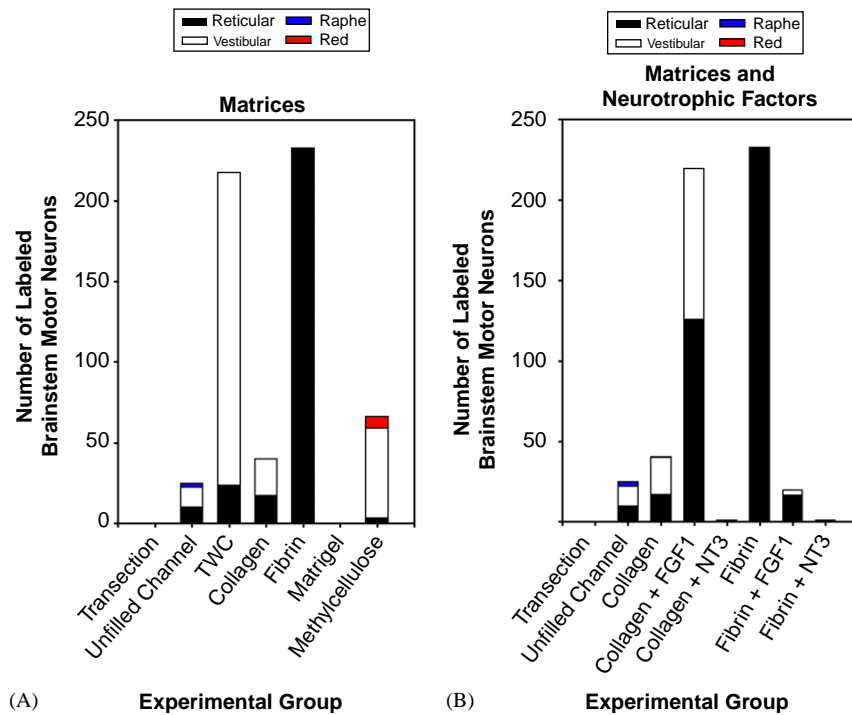 Reticular Raphe
Vestibular Red
Matrices
250
200
150
100
50
0
Number of Labeled
Brainstem Motor Neurons
Transection
Unfilled Channel
TWC
Collagen
Fibrin
Matrigel
Methylcellulose
(A) Experimental Group
Reticular Raphe
Vestibular Red
Matrices and
Neurotrophic Factors
250
200
150
100
50
Number of Labeled
Brainstem Motor Neurons
Transection
Unfilled Channel
Collagen
Collagen + FGF1
Collagen + NT3
Fibrin
Fibrin + FGF1
Fibrin + NT3
(B) Experimental Group